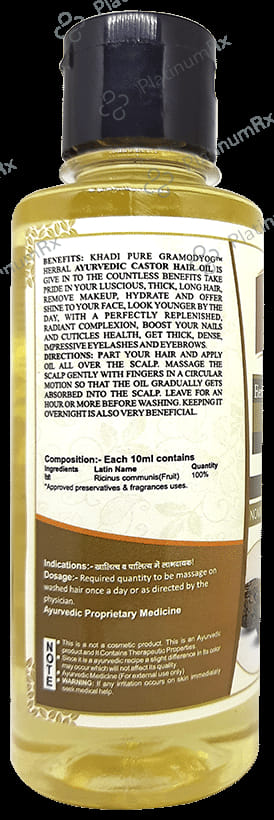 BENEFITS: KHADI PURE GRAMODYOG™
HERBAL AYURVEDIC CASTOR HAIR OIL IS
GIVE IN TO THE COUNTLESS BENEFITS TAKE
PRIDE IN YOUR LUSCIOUS, THICK, LONG HAIR,
REMOVE MAKEUP, HYDRATE AND OFFER
SHINE TO YOUR FACE, LOOK YOUNGER BY THE
DAY, WITH A PERFECTLY REPLENISHED,
RADIANT COMPLEXION, BOOST YOUR NAILS
AND CUTICLES HEALTH, GET THICK, DENSE,
IMPRESSIVE EYELASHES AND EYEBROWS.
DIRECTIONS: PART YOUR HAIR AND APPLY
OIL ALL OVER THE SCALP. MASSAGE THE
SCALP GENTLY WITH FINGERS IN A CIRCULAR
MOTION SO THAT THE OIL GRADUALLY GETS
ABSORBED INTO THE SCALP. LEAVE FOR AN
HOUR OR MORE BEFORE WASHING. KEEPING IT
OVERNIGHT IS ALSO VERY BENEFICIAL.
Composition:- Each 10ml contains
Ingredients Latin Name Quantity
Ricinus communis(Fruit) 100%
*Approved preservatives & fragrances uses.
Indications:- खालित्य व पालित्य में लाभदायक!
Dosage:- Required quantity to be massage on
washed hair once a day or as directed by the
physician.
Ayurvedic Proprietary Medicine
NOTE
This is a not a cosmetic product. This is an Ayurvedic
product and It Contains Therapeutic Properties.
Since it is a ayurvedic recipe a slight difference in its color
may occur which will not affect its quality.
Ayurvedic Medicine (For external use only)
WARNING: If any irritation occurs on skin immediately
seek medical help.
PlatinumRx